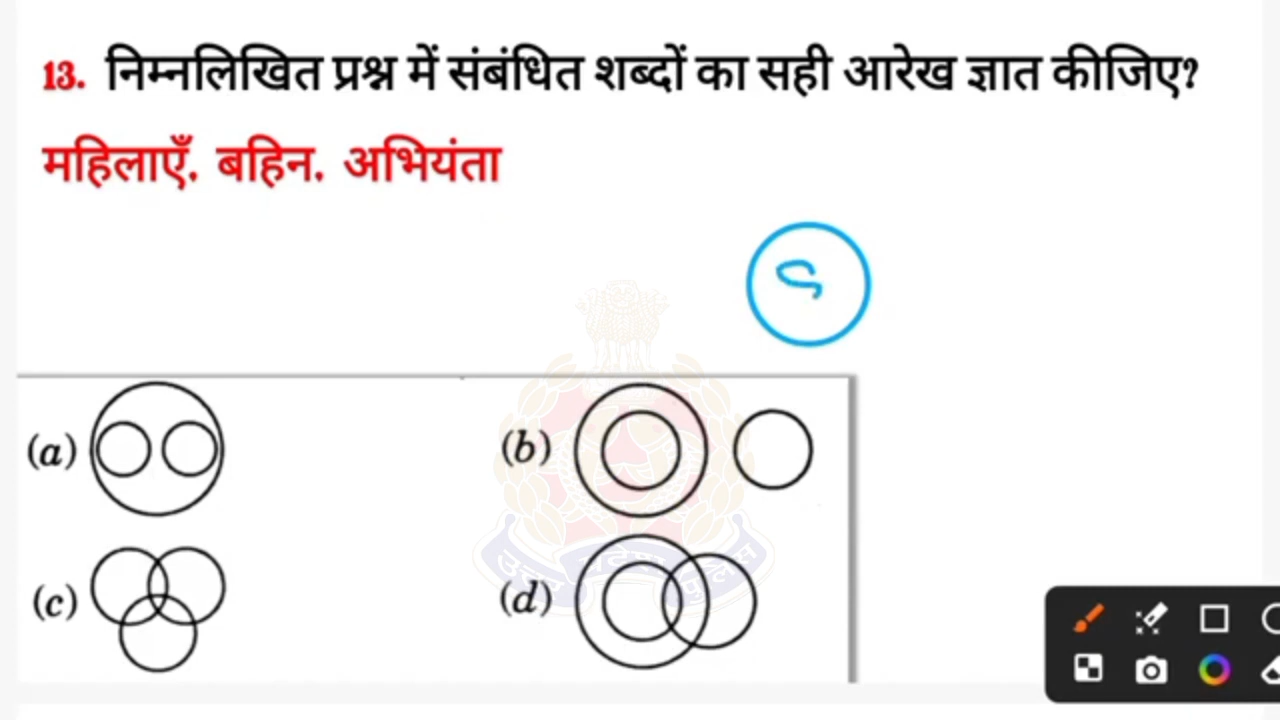 13. निम्नलिखित प्रश्न में संबंधित शब्दों का सही आरेख ज्ञात कीजिए?
महिलाएँ. बहिन. अभियंता
(a)
(b)
(c)
(d)